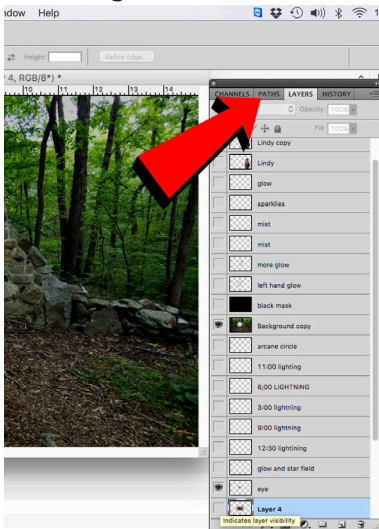 ndow Help
Height: Refine Edge...
4, RGB/8*) *
10 11 12 13 14
CHANNELS PATHS LAYERS HISTORY
Opacity: 100%
Fill: 100%
Lindy copy
Lindy
glow
sparklies
mist
mist
more glow
left hand glow
black mask
Background copy
arcane circle
11:00 lighting
6;00 LIGHTNING
3:00 lightning
9:00 lightning
12:30 lightining
glow and star field
eye
Layer 4
Indicates layer visibility